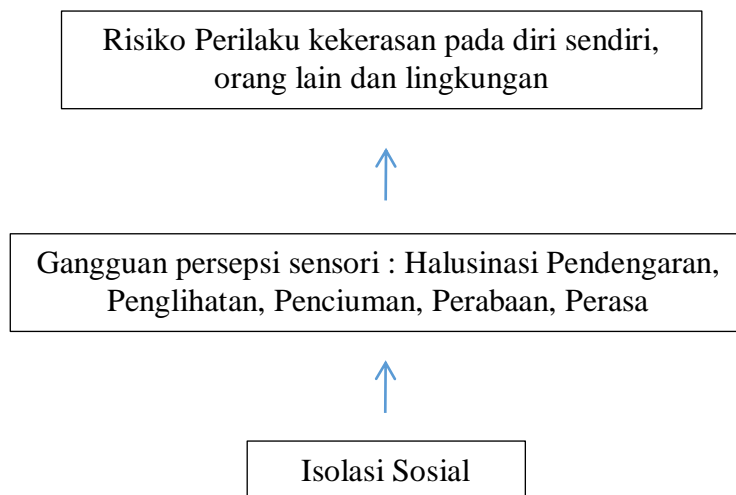 Risiko Perilaku kekerasan pada diri sendiri,
orang lain dan lingkungan
Gangguan persepsi sensori : Halusinasi Pendengaran,
Penglihatan, Penciuman, Perabaan, Perasa
Isolasi Sosial